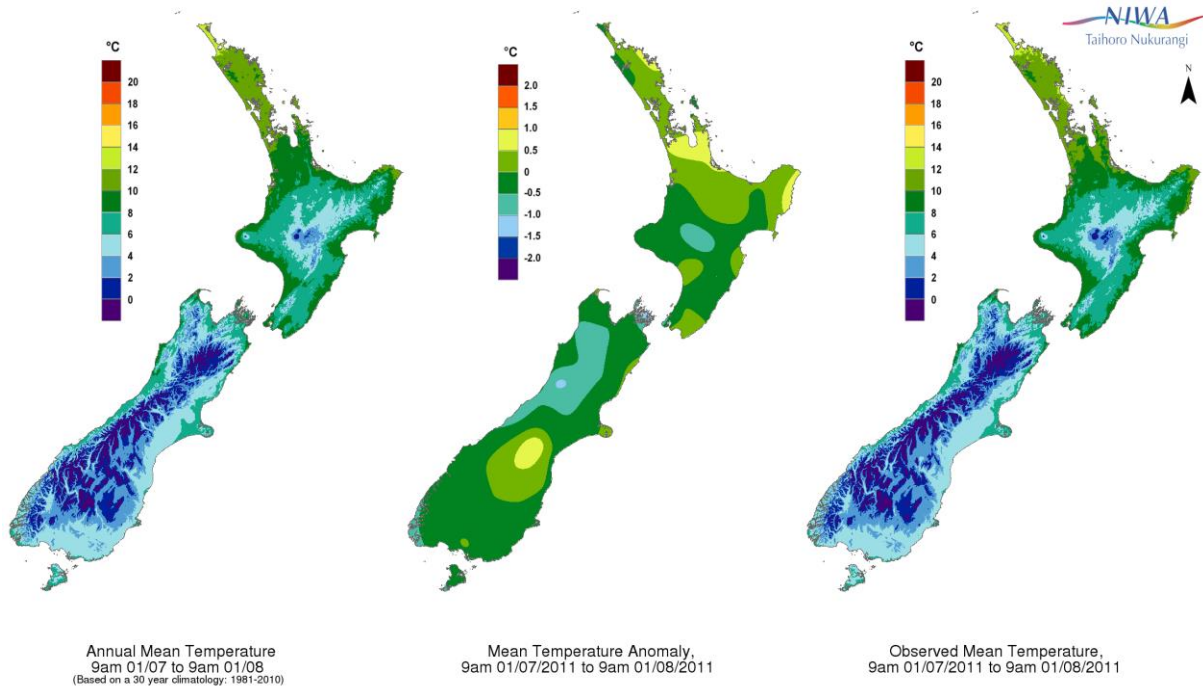 NIWA
Taihoro Nukurangi
N
°C
20
18
16
14
12
10
8
6
4
2
0
°C
2.0
1.5
1.0
0.5
0
-0.5
-1.0
-1.5
-2.0
°C
20
18
16
14
12
10
8
6
4
2
0
Annual Mean Temperature
9am 01/07 to 9am 01/08
(Based on a 30 year climatology: 1981-2010)
Mean Temperature Anomaly,
9am 01/07/2011 to 9am 01/08/2011
Observed Mean Temperature,
9am 01/07/2011 to 9am 01/08/2011